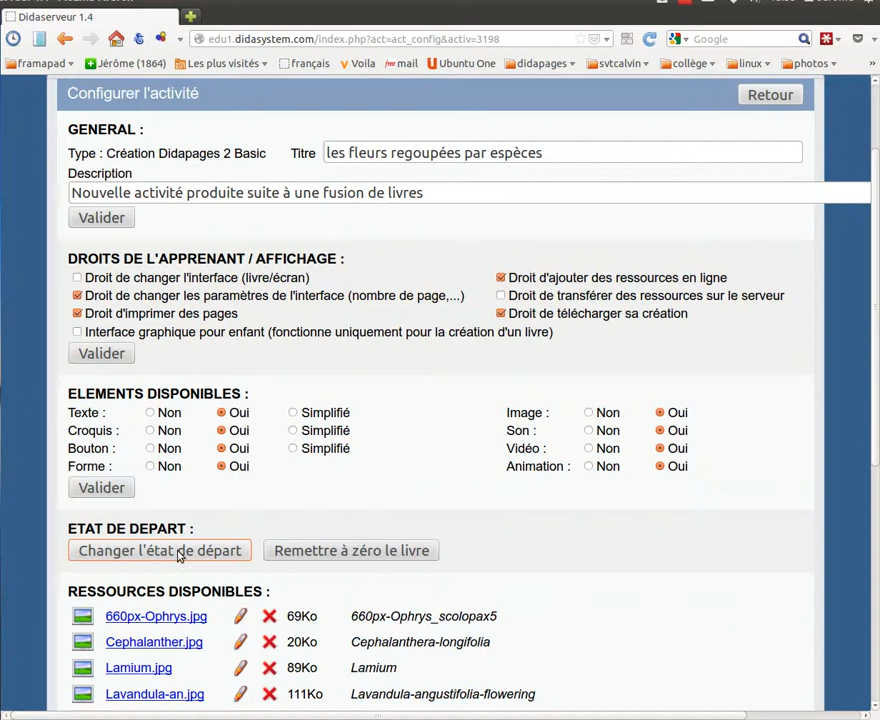 Didaserveur 1.4
edu1.didasystem.com/index.php?act=act_config&activ=3198
Google
framapad
Jérôme (1864)
Les plus visités
français
Voila
mail
Ubuntu One
didapages
svtcalvin
collège
linux
photos
Configurer l'activité
Retour
GENERAL :
Type : Création Didapages 2 Basic Titre les fleurs regoupées par espèces
Description
Nouvelle activité produite suite à une fusion de livres
Valider
DROITS DE L'APPRENANT / AFFICHAGE :
Droit de changer l'interface (livre/écran) Droit d'ajouter des ressources en ligne
Droit de changer les paramètres de l'interface (nombre de page,...) Droit de transférer des ressources sur le serveur
Droit d'imprimer des pages Droit de télécharger sa création
Interface graphique pour enfant (fonctionne uniquement pour la création d'un livre)
Valider
ELEMENTS DISPONIBLES :
Texte : Non Oui Simplifié Image : Non Oui
Croquis : Non Oui Simplifié Son : Non Oui
Bouton : Non Oui Simplifié Vidéo : Non Oui
Forme : Non Oui Animation : Non Oui
Valider
ETAT DE DEPART :
Changer l'état de départ Remettre à zéro le livre
RESSOURCES DISPONIBLES :
660px-Ophrys.jpg 69Ko 660px-Ophrys_scolopax5
Cephalanther.jpg 20Ko Cephalanthera-longifolia
Lamium.jpg 89Ko Lamium
Lavandula-an.jpg 111Ko Lavandula-angustifolia-flowering